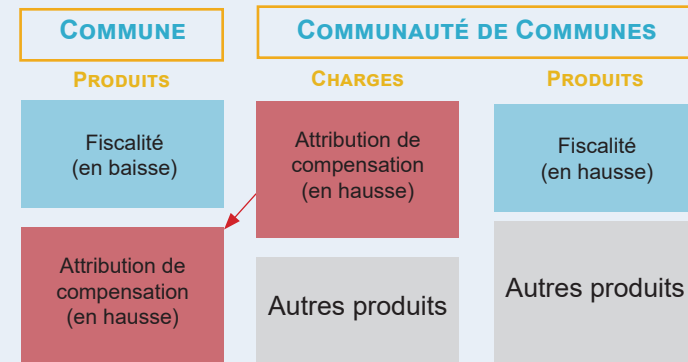 COMMUNE
COMMUNAUTÉ DE COMMUNES
PRODUITS
CHARGES
PRODUITS
Fiscalité
(en baisse)
Attribution de
compensation
(en hausse)
Fiscalité
(en hausse)
Attribution de
compensation
(en hausse)
Autres produits
Autres produits